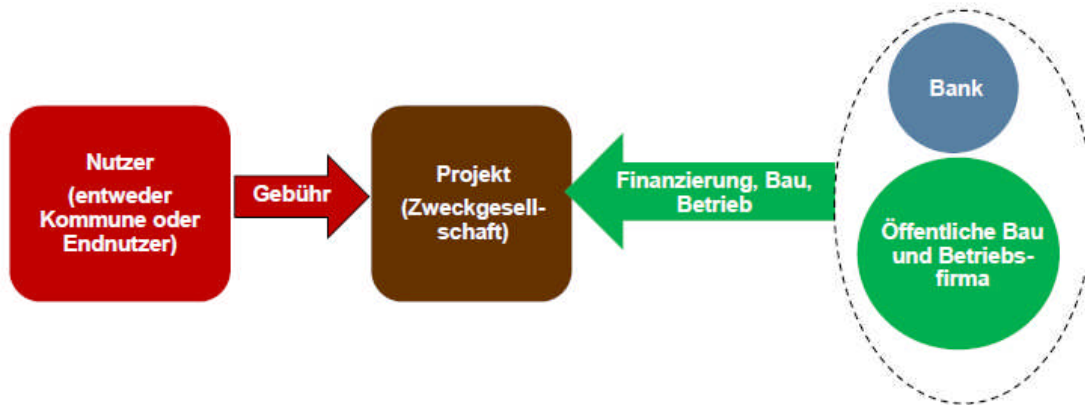 Nutzer
(entweder
Kommune oder
Endnutzer)
Gebühr
Projekt
(Zweckgesell-
schaft)
Finanzierung, Bau,
Betrieb
Bank
Öffentliche Bau
und Betriebs-
firma